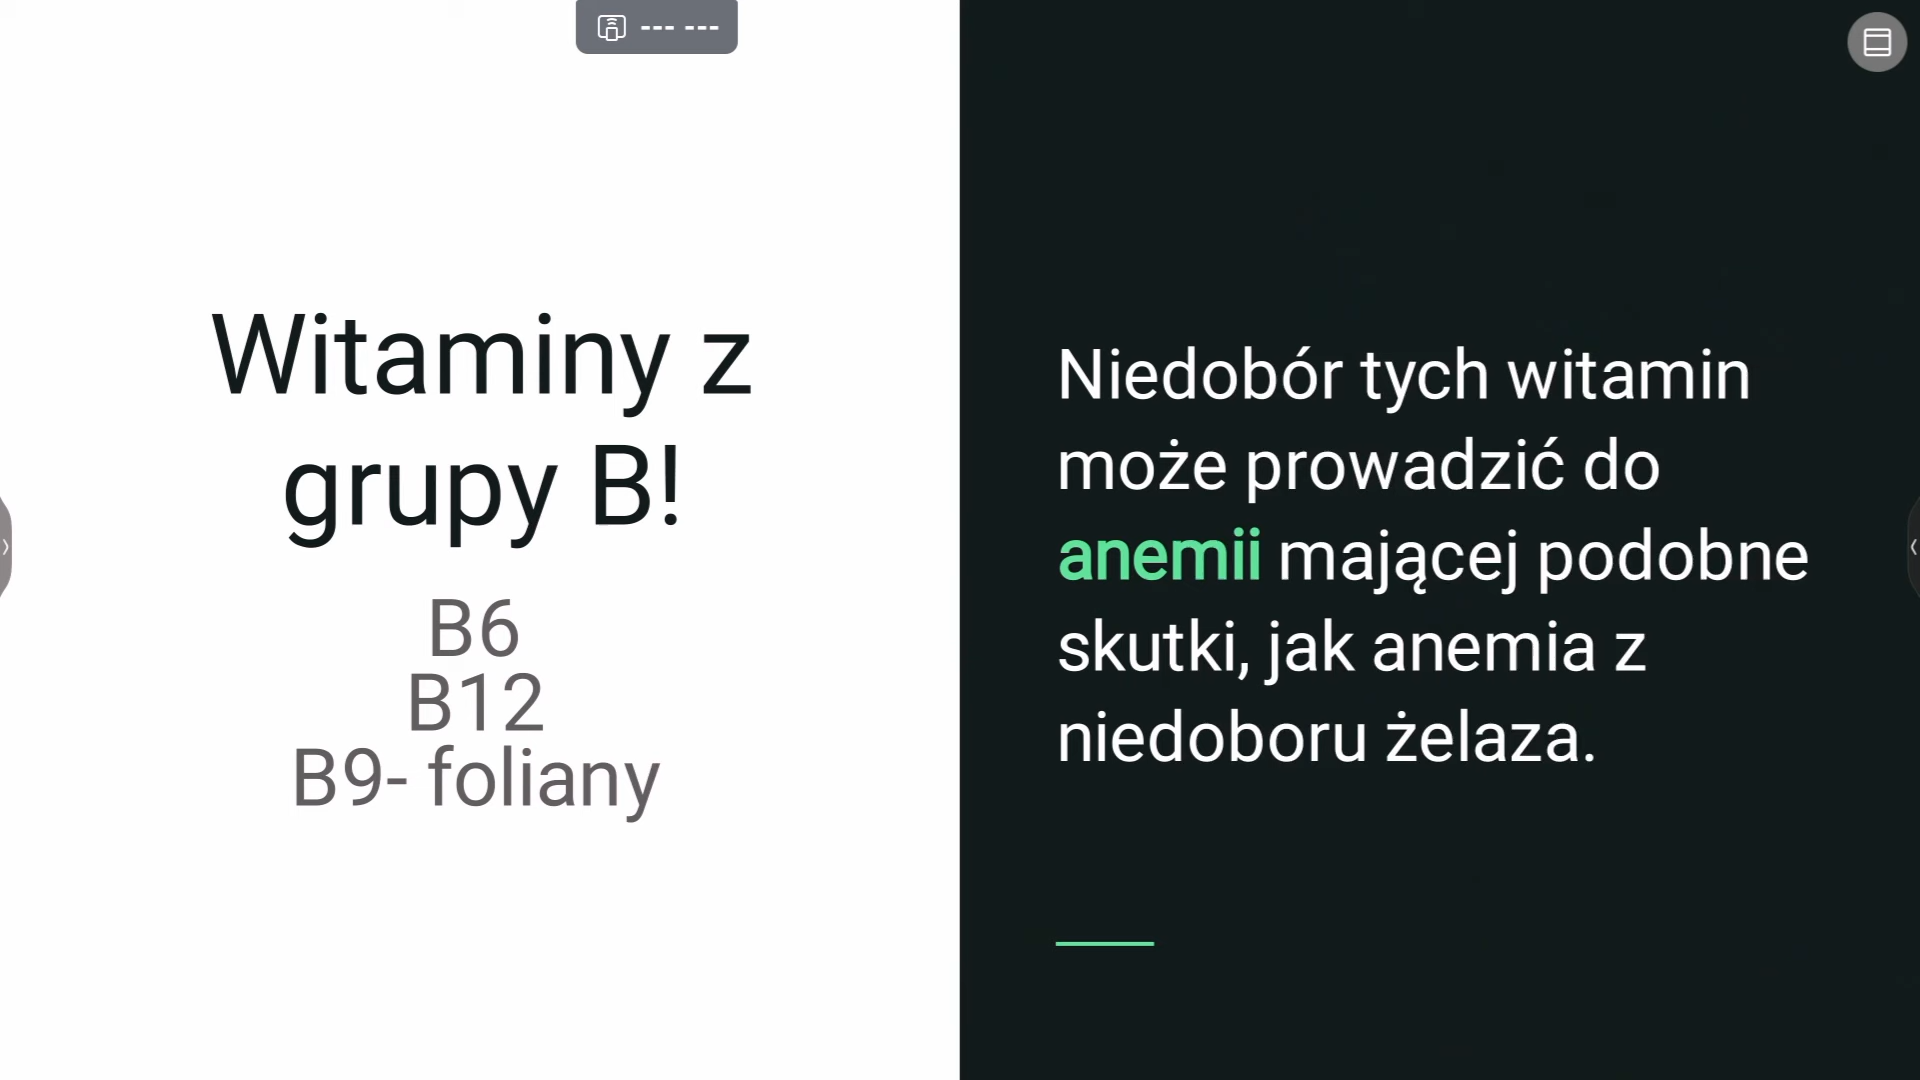 --- ---
Witaminy z
grupy B!
B6
B12
B9- foliany
Niedobór tych witamin
może prowadzić do
anemii mającej podobne
skutki, jak anemia z
niedoboru żelaza.